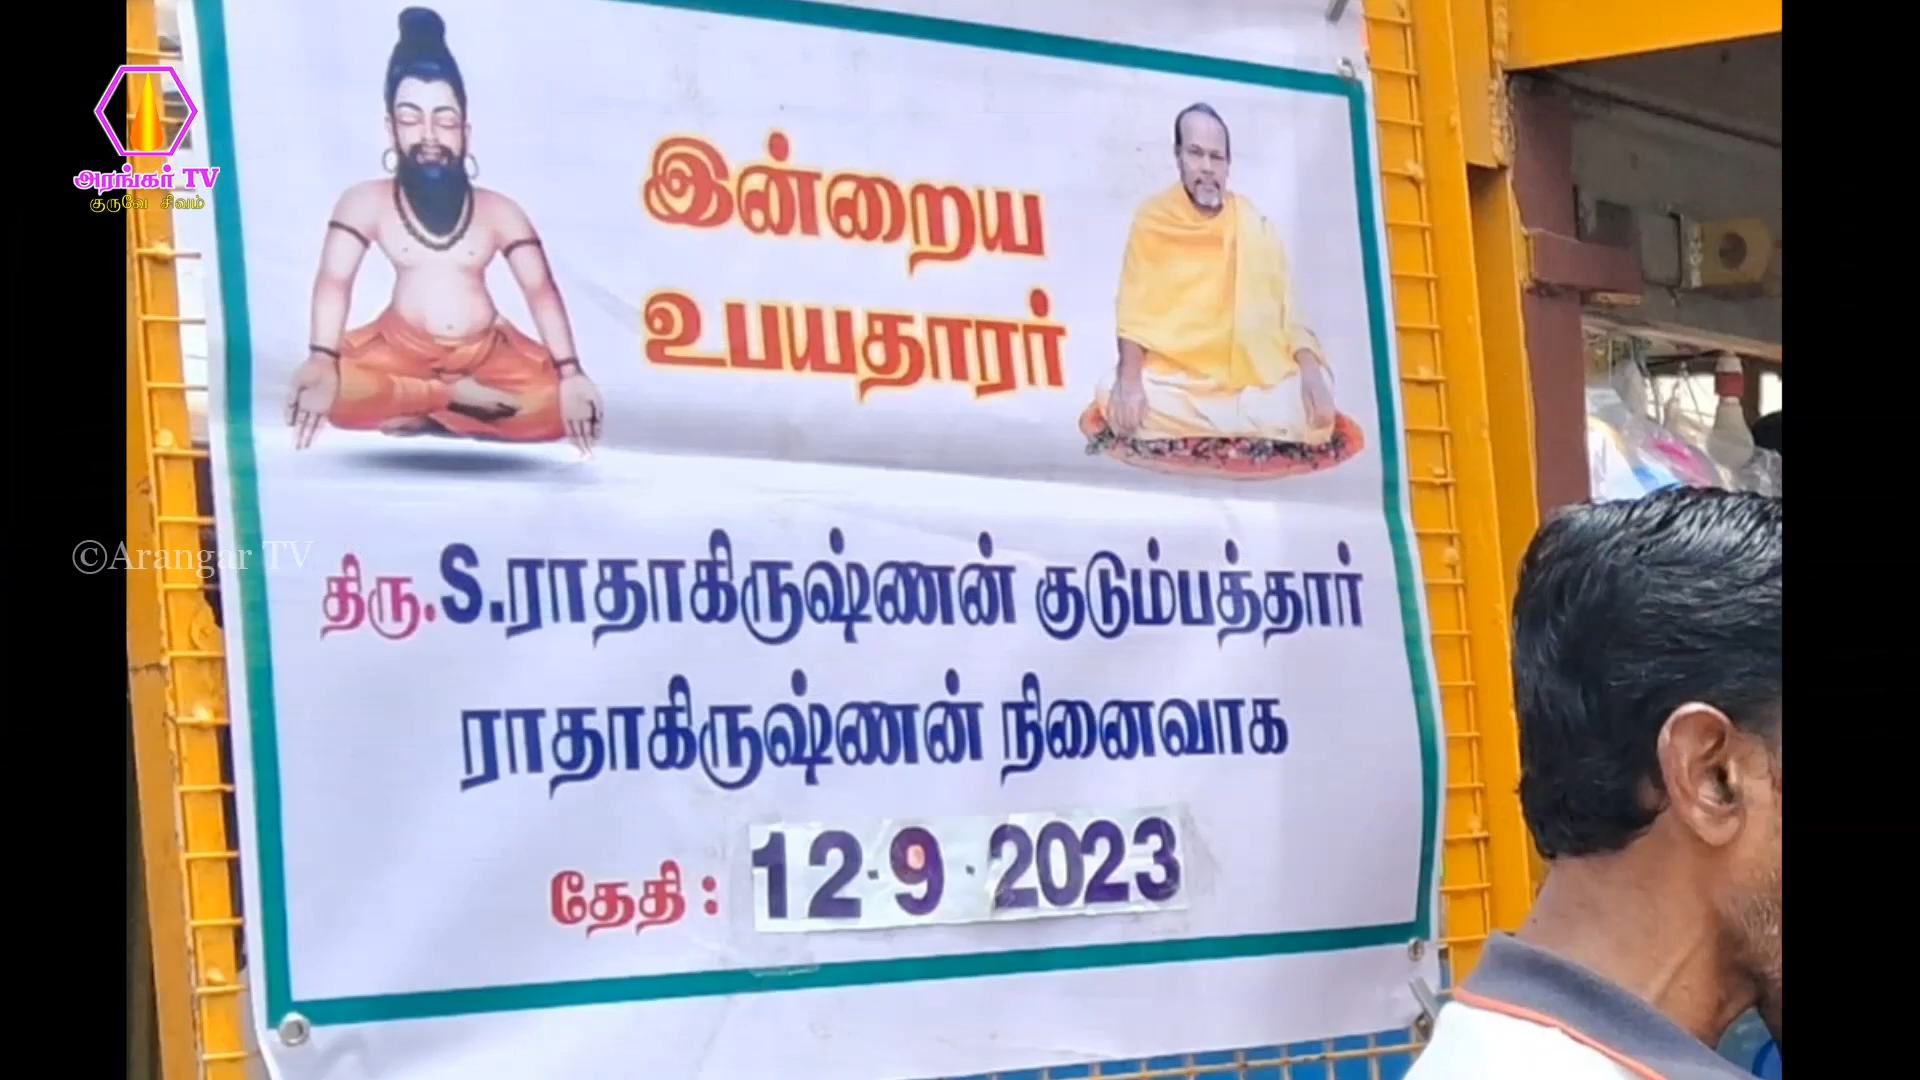 அரங்கர் TV
குருவே சிவம்
இன்றைய
உபயதாரர்
©Arangar TV
திரு.S.ராதாகிருஷ்ணன் குடும்பத்தார்
ராதாகிருஷ்ணன் நினைவாக
தேதி : 12.9.2023